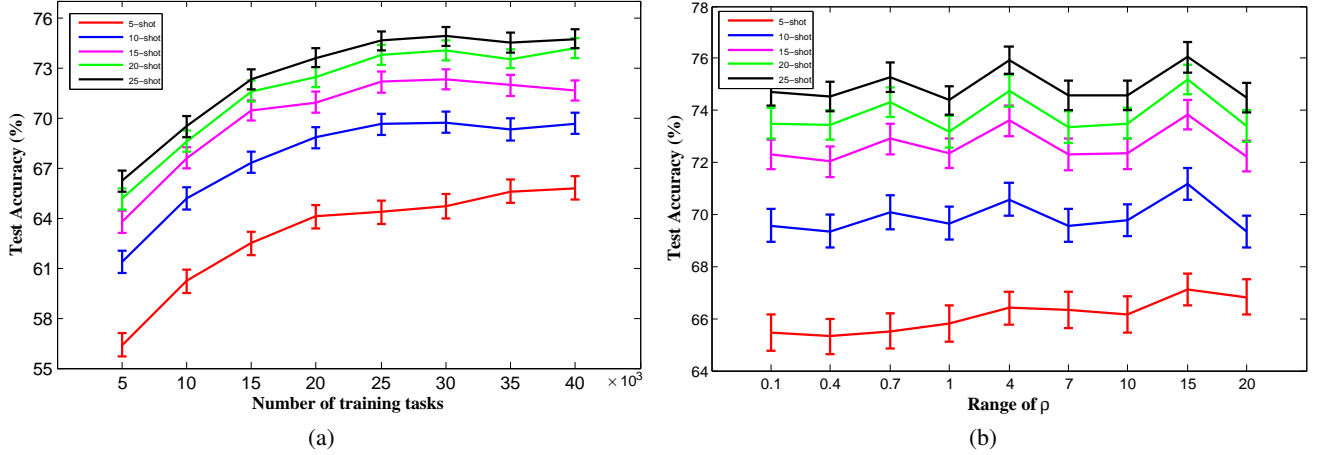 76
73
70
67
64
61
58
55
Test Accuracy (%)
5−shot
10−shot
15−shot
20−shot
25−shot
5 10 15 20 25 30 35 40 × 10³
Number of training tasks
(a)
78
76
74
72
70
68
66
64
Test Accuracy (%)
5−shot
10−shot
15−shot
20−shot
25−shot
0.1 0.4 0.7 1 4 7 10 15 20
Range of ρ
(b)